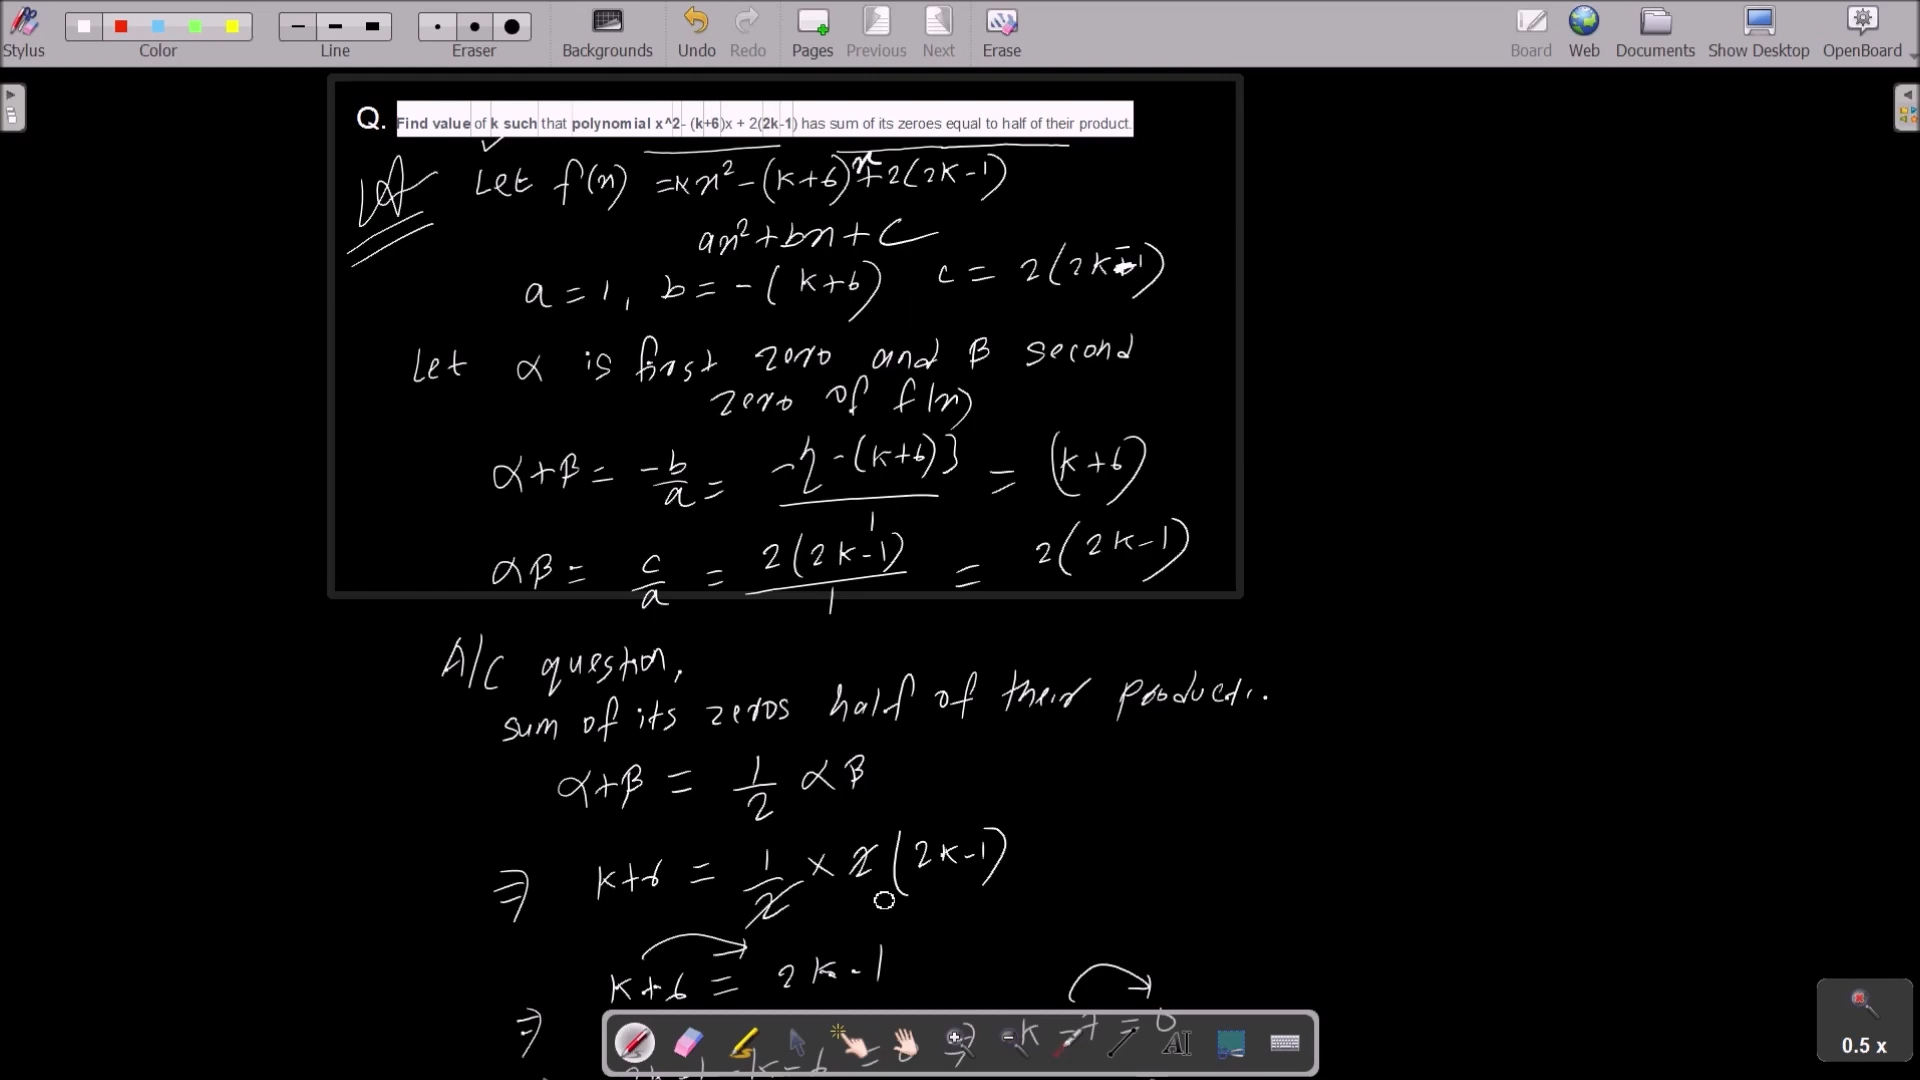 Stylus Color Line Eraser Backgrounds Undo Redo Pages Previous Next Erase Board Web Documents Show Desktop OpenBoard
Q. Find value of k such that polynomial x^2- (k+6)x + 2(2k-1) has sum of its zeroes equal to half of their product.
Let f(x) = x² - (k+6)x + 2(2k-1)
ax² + bx + c
a = 1, b = -(k+6) c = 2(2k-1)
Let α is first zero and β second
zero of f(x)
α+β = -b/a = -{-(k+6)}/1 = (k+6)
αβ = c/a = 2(2k-1)/1 = 2(2k-1)
A/c question,
sum of its zeros half of their product.
α+β = 1/2 αβ
⇒ k+6 = 1/2 × 2(2k-1)
k+6 = 2k-1
⇒ k - 7 = 0
0.5 x